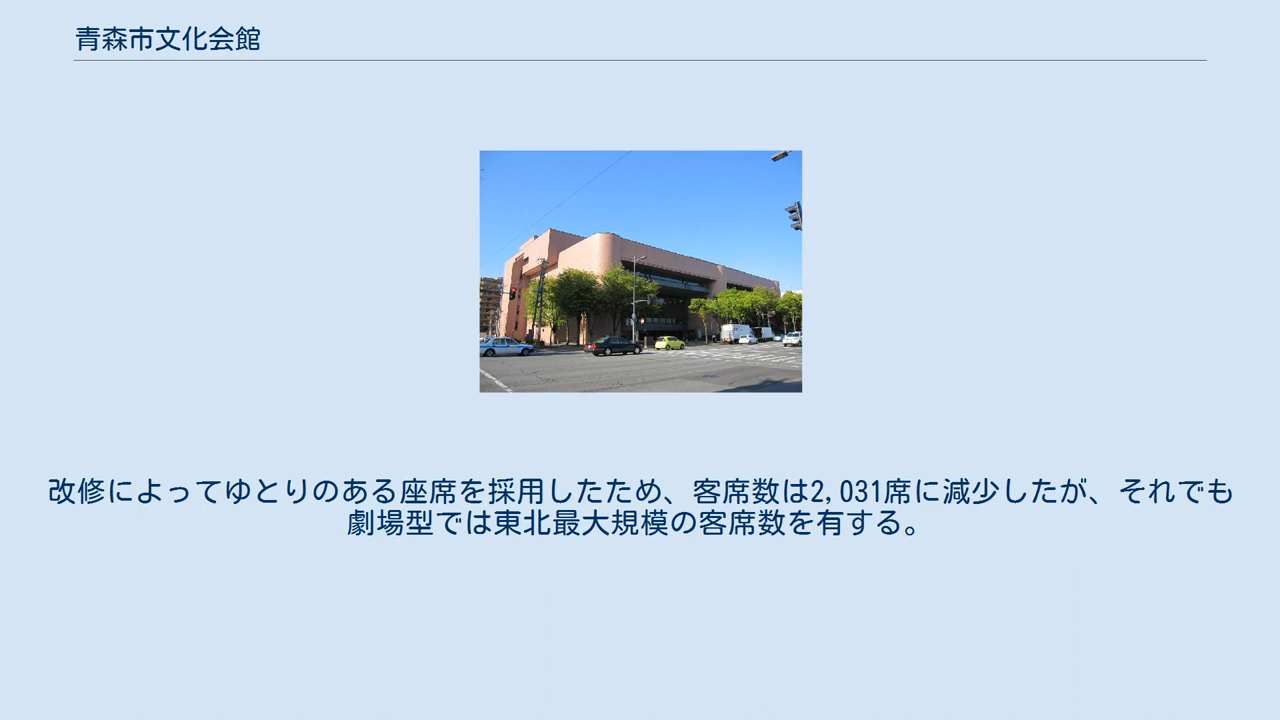 青森市文化会館
改修によってゆとりのある座席を採用したため、客席数は2,031席に減少したが、それでも
劇場型では東北最大規模の客席数を有する。